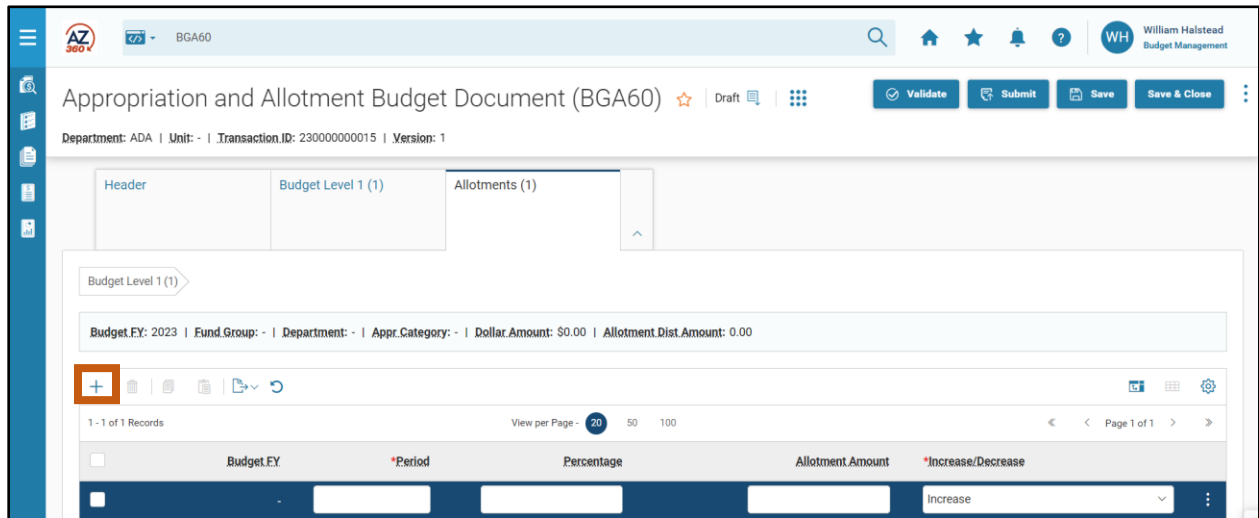 AZ 360
BGA60
?
WH
William Halstead
Budget Management
Appropriation and Allotment Budget Document (BGA60)
Draft
Validate
Submit
Save
Save & Close
Department: ADA | Unit: - | Transaction ID: 230000000015 | Version: 1
Header
Budget Level 1 (1)
Allotments (1)
Budget Level 1 (1)
Budget FY: 2023 | Fund Group: - | Department: - | Appr Category: - | Dollar Amount: $0.00 | Allotment Dist Amount: 0.00
1 - 1 of 1 Records
View per Page - 20 50 100
Page 1 of 1
Budget FY *Period Percentage Allotment Amount *Increase/Decrease
- Increase